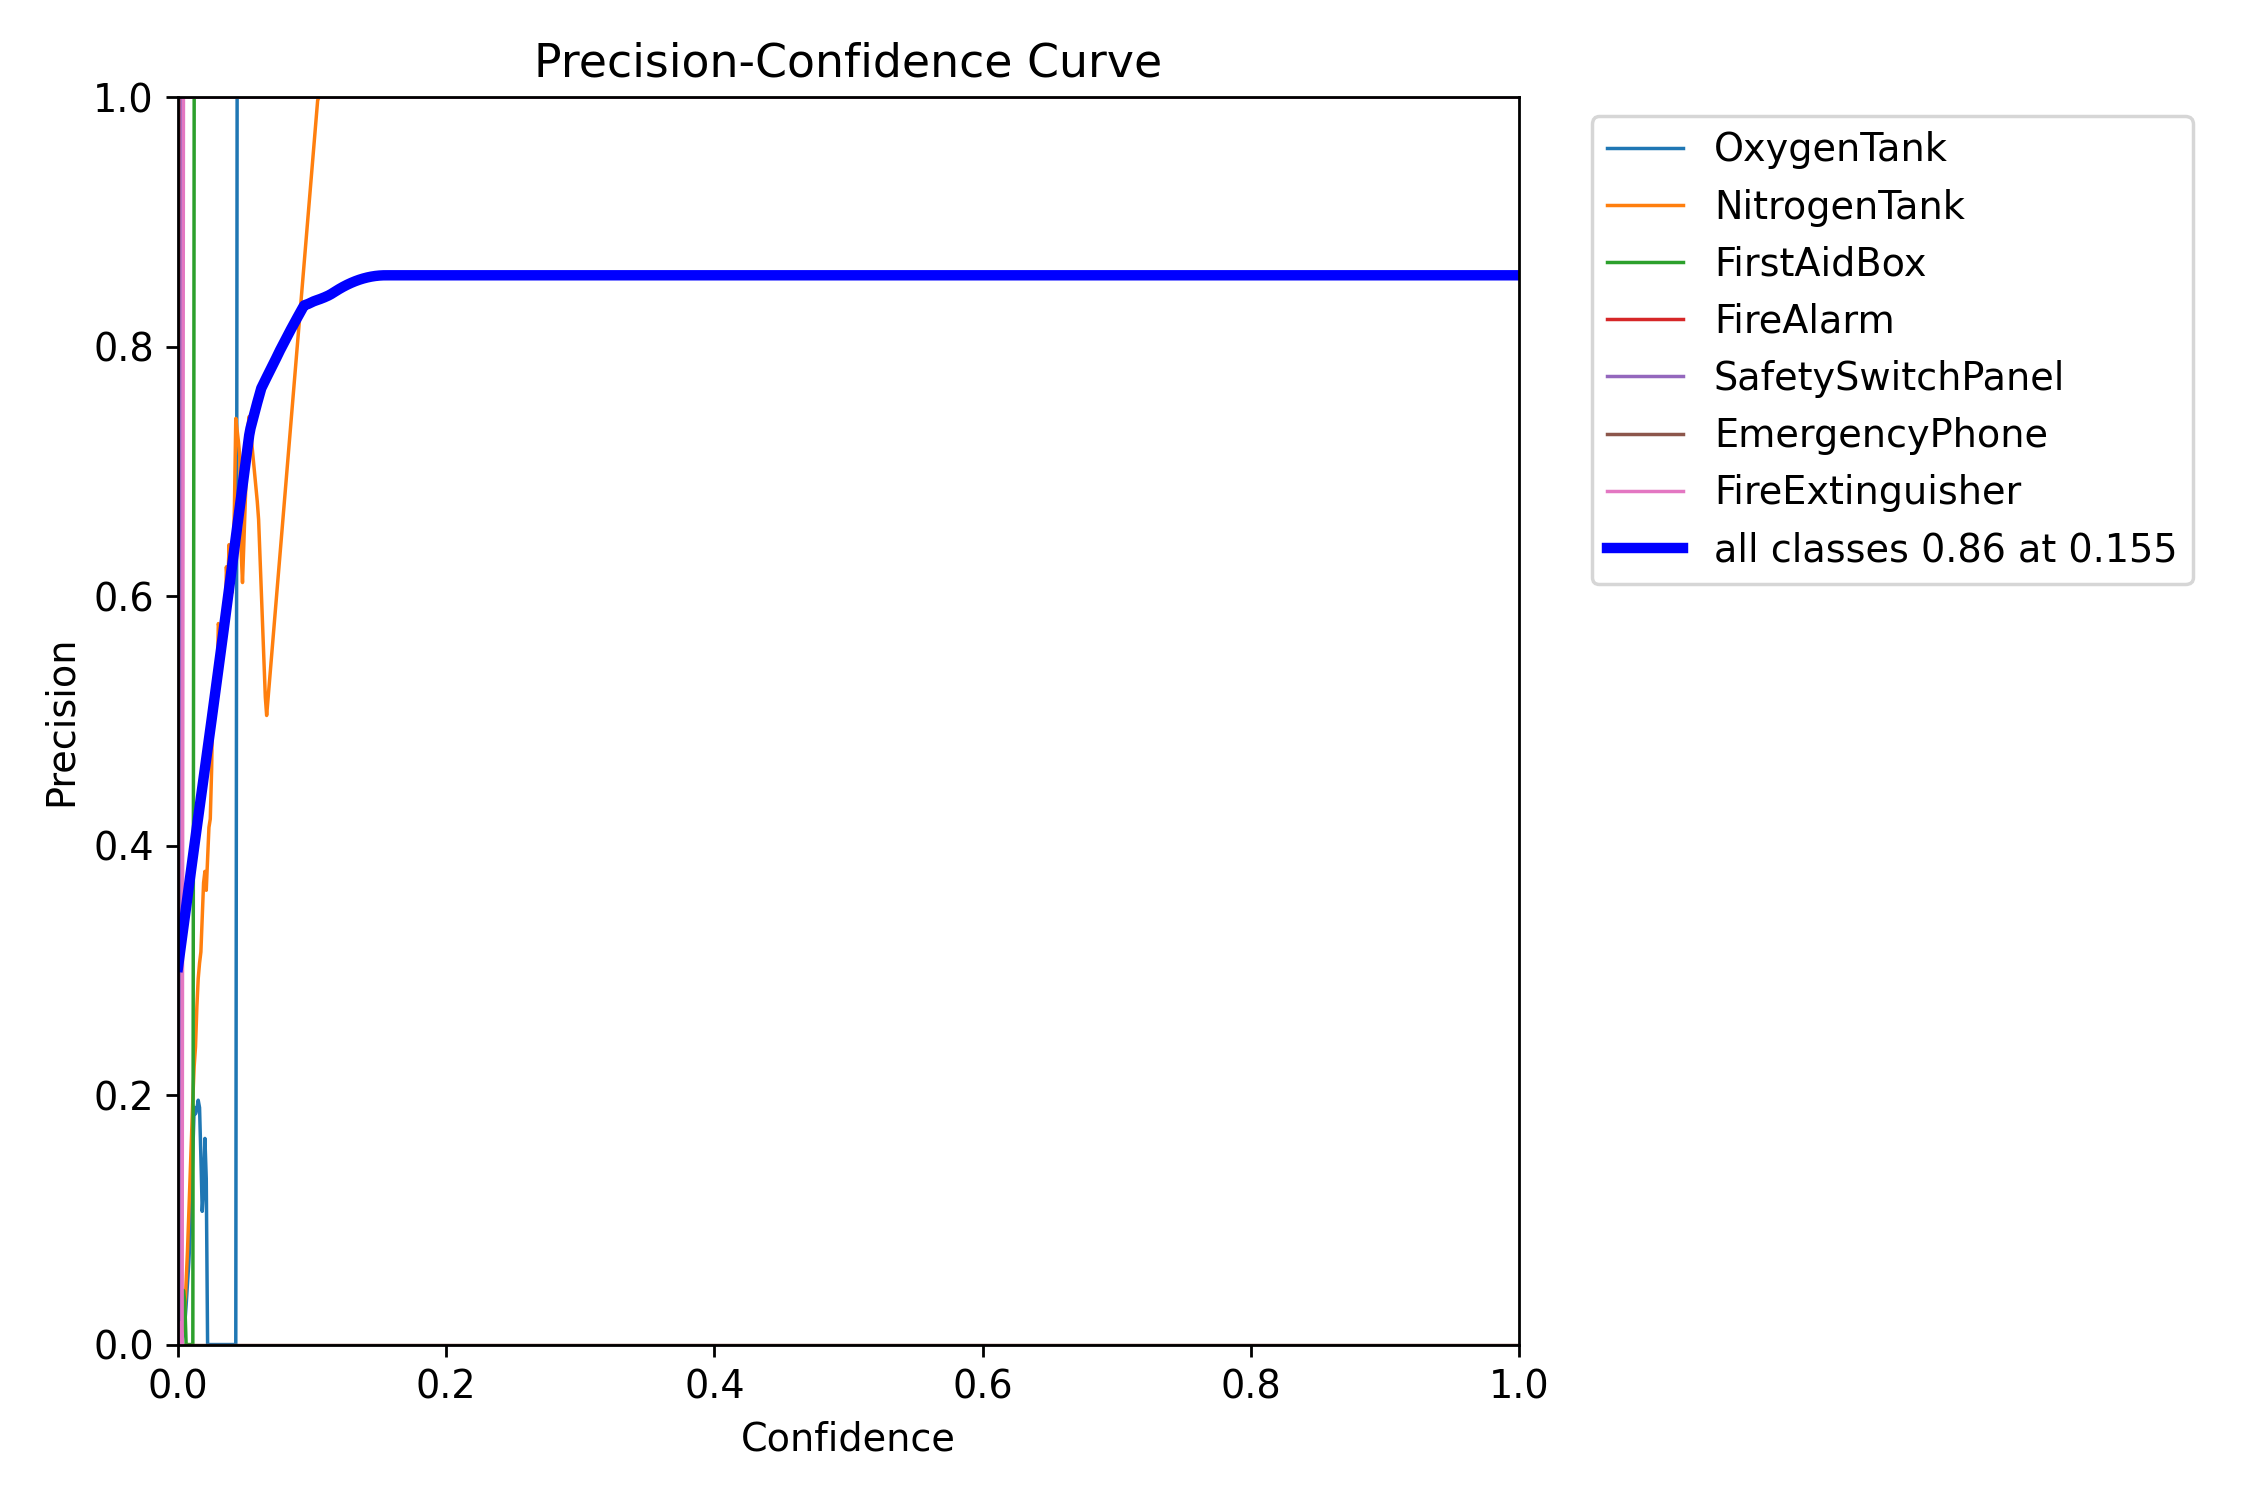 Precision-Confidence Curve
1.0
0.8
0.6
0.4
0.2
0.0
Precision
0.0 0.2 0.4 0.6 0.8 1.0
Confidence
OxygenTank
NitrogenTank
FirstAidBox
FireAlarm
SafetySwitchPanel
EmergencyPhone
FireExtinguisher
all classes 0.86 at 0.155